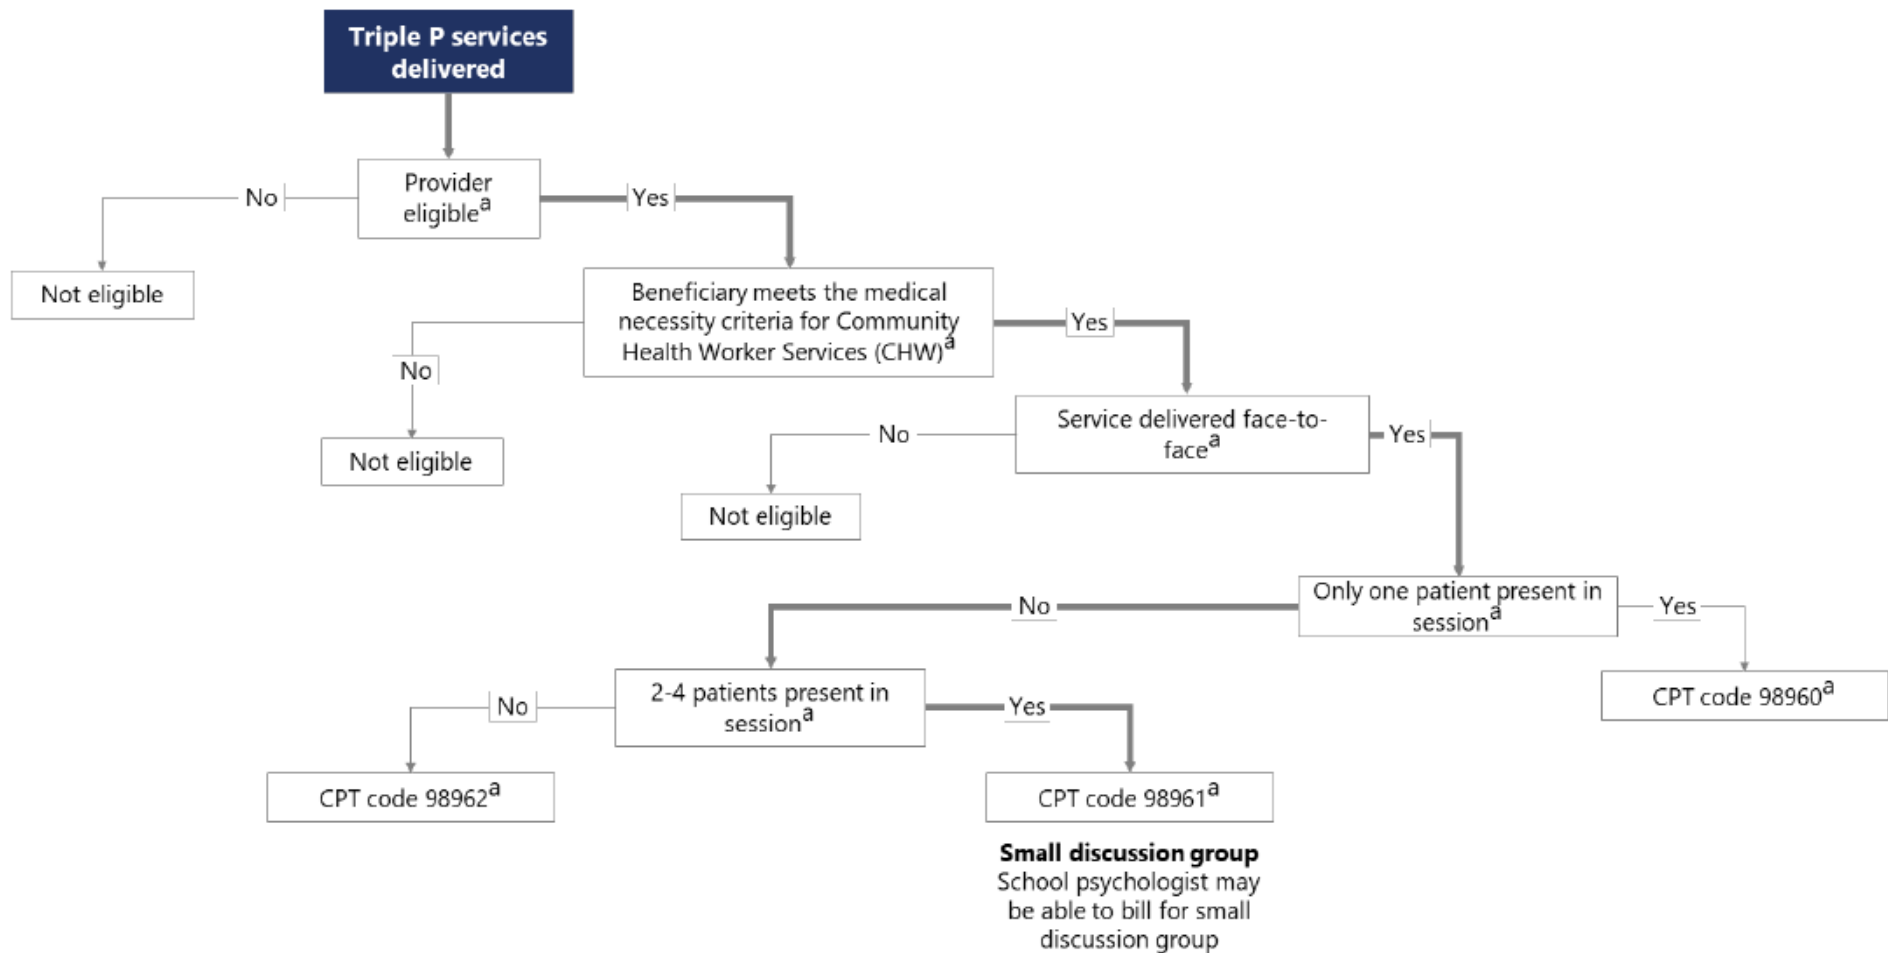 Triple P services
delivered
Provider
eligibleᵃ
No
Yes
Not eligible
Beneficiary meets the medical
necessity criteria for Community
Health Worker Services (CHW)ᵃ
No
Yes
Not eligible
Service delivered face-to-
faceᵃ
No
Yes
Not eligible
Only one patient present in
sessionᵃ
No
Yes
CPT code 98960ᵃ
2-4 patients present in
sessionᵃ
No
Yes
CPT code 98962ᵃ
CPT code 98961ᵃ
Small discussion group
School psychologist may
be able to bill for small
discussion group